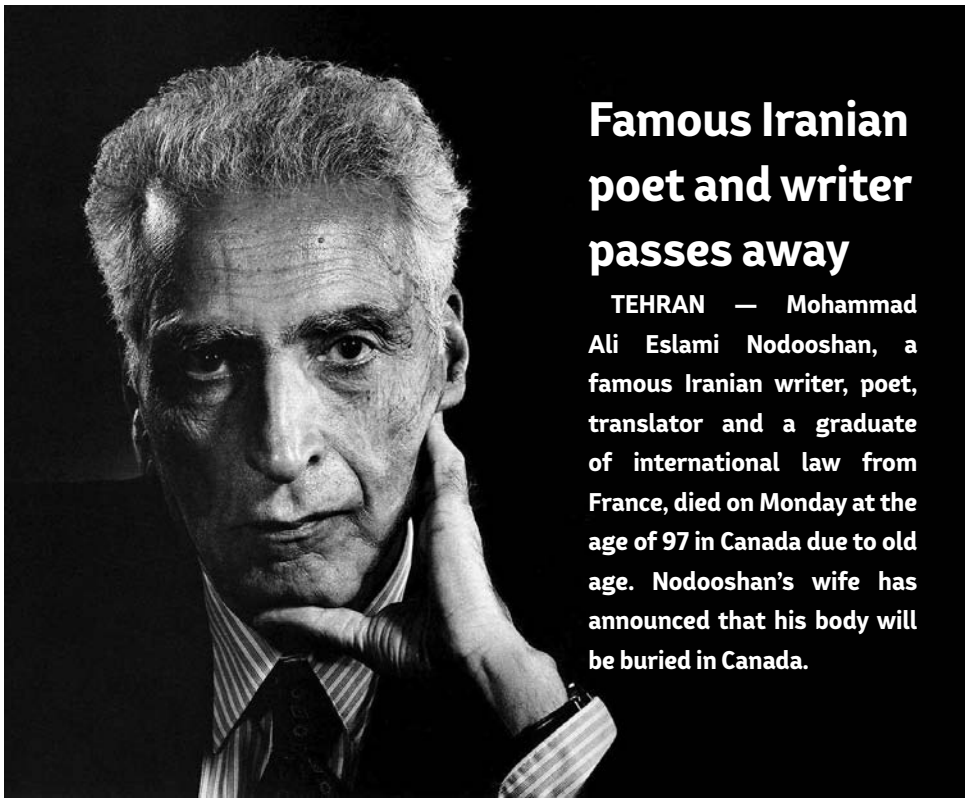 Famous Iranian
poet and writer
passes away
TEHRAN — Mohammad
Ali Eslami Nodooshan, a
famous Iranian writer, poet,
translator and a graduate
of international law from
France, died on Monday at the
age of 97 in Canada due to old
age. Nodooshan’s wife has
announced that his body will
be buried in Canada.